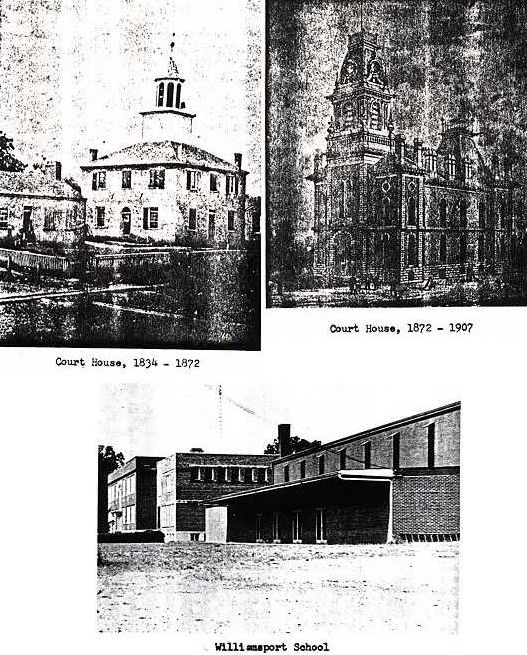 Court House, 1834 - 1872
Court House, 1872 - 1907
Williamsport School